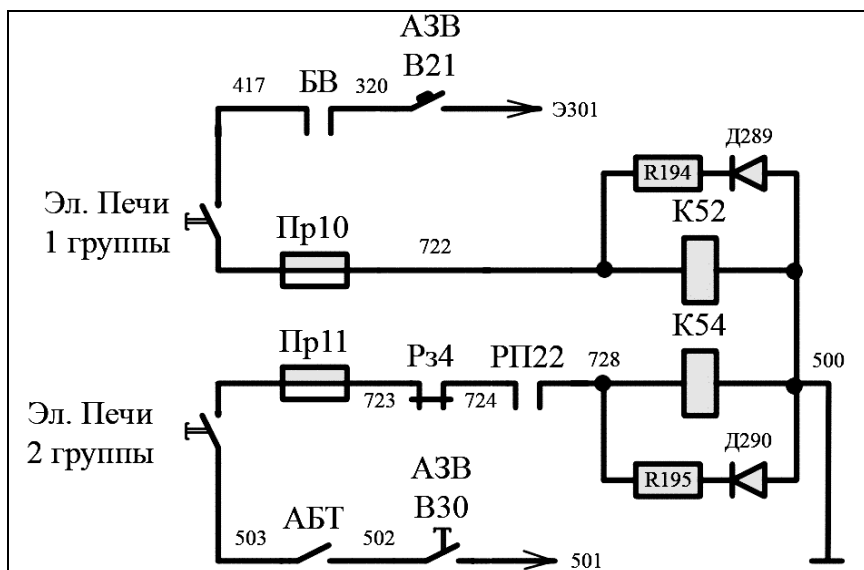 АЗВ
В21
417
БВ
320
Э301
Д289
R194
Эл. Печи
1 группы
Пр10
722
К52
К54
Пр11
Рз4
РП22
728
500
723
724
Эл. Печи
2 группы
Д290
R195
АЗВ
В30
503
АБТ
502
501